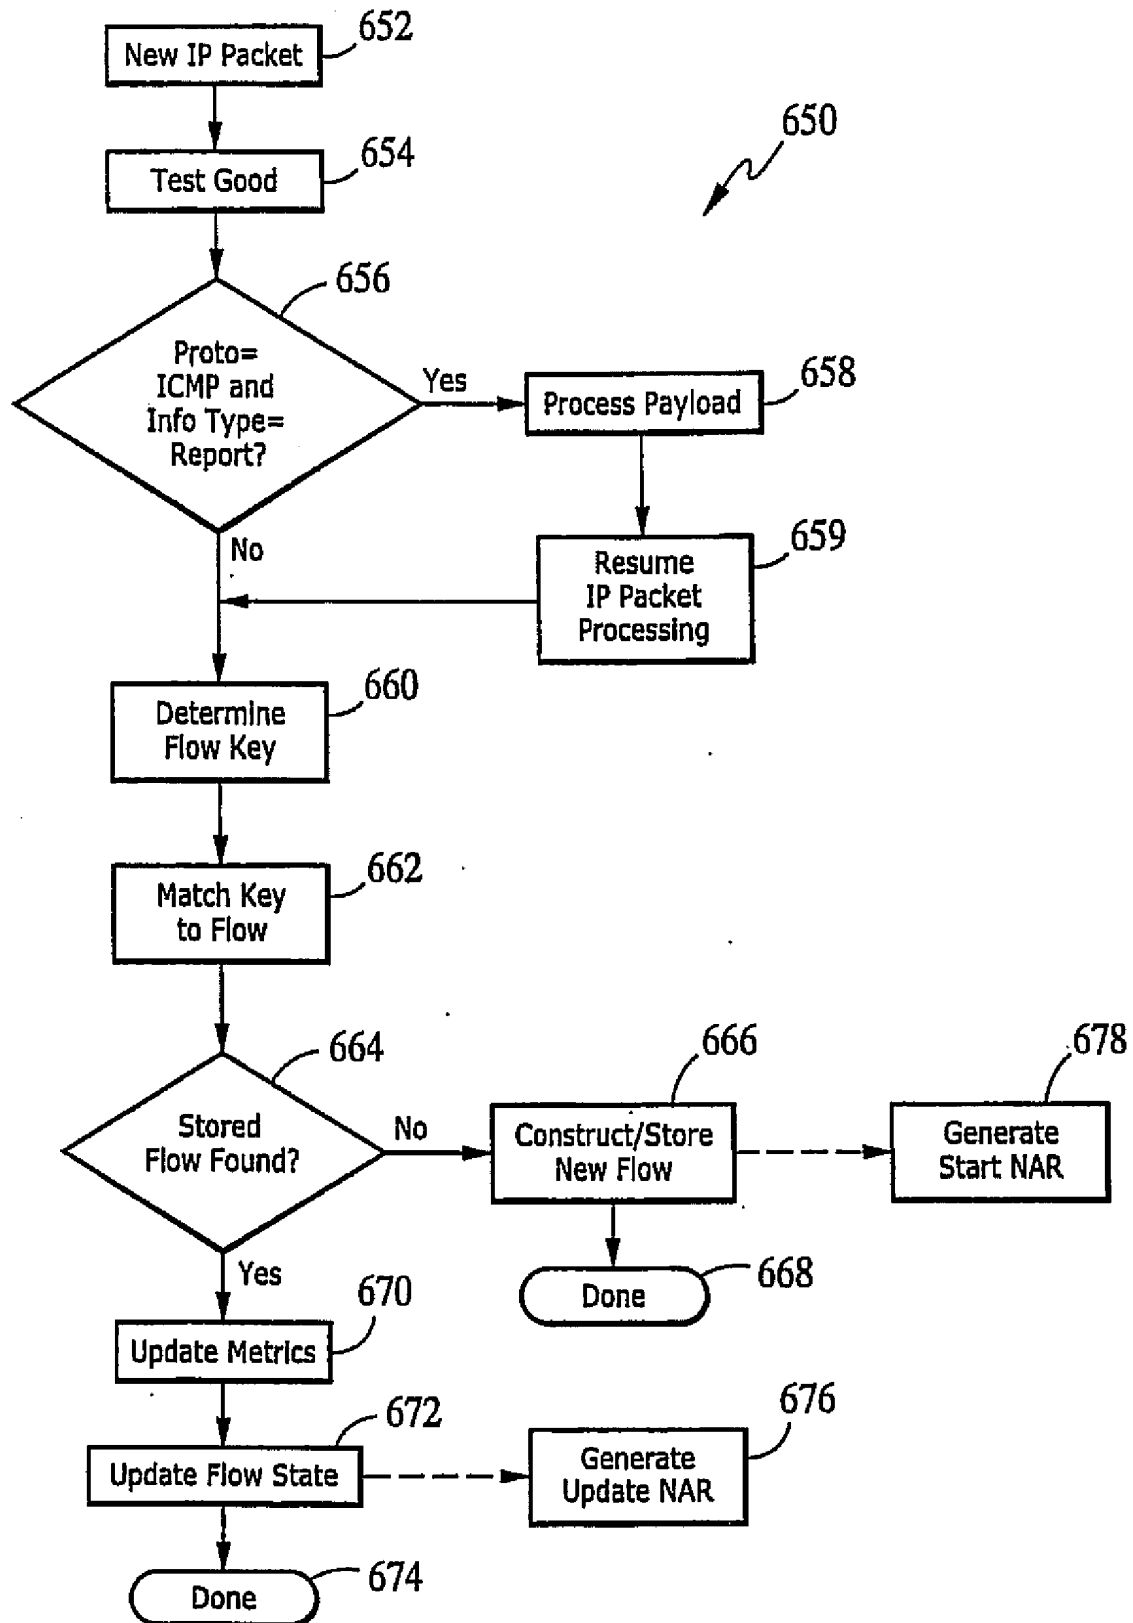 652
New IP Packet
650
654
Test Good
656
Proto=
ICMP and
Info Type=
Report?
Yes
658
Process Payload
No
659
Resume
IP Packet
Processing
660
Determine
Flow Key
662
Match Key
to Flow
664
Stored
Flow Found?
No
666
Construct/Store
New Flow
678
Generate
Start NAR
668
Done
Yes
670
Update Metrics
672
Update Flow State
676
Generate
Update NAR
674
Done